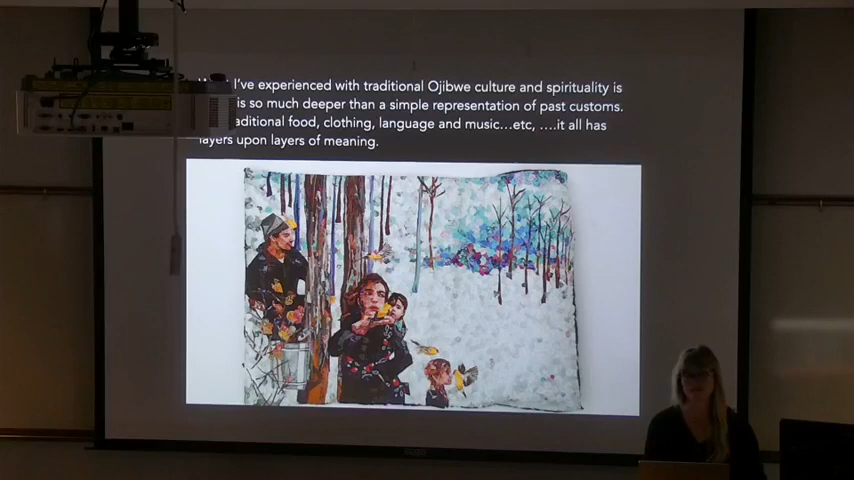 I've experienced with traditional Ojibwe culture and spirituality is
is so much deeper than a simple representation of past customs.
food, clothing, language and music...etc, ....it all has
layers upon layers of meaning.